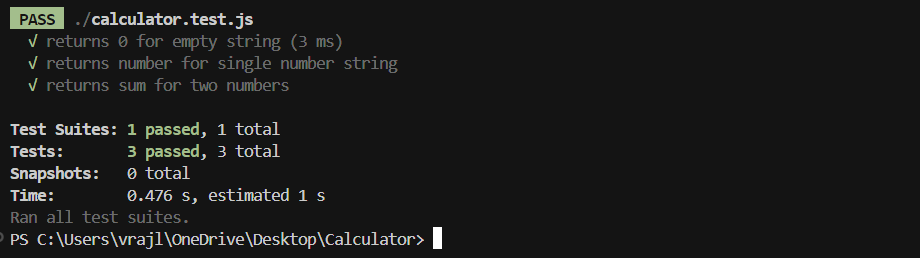 PASS ./calculator.test.js
√ returns 0 for empty string (3 ms)
√ returns number for single number string
√ returns sum for two numbers
Test Suites: 1 passed, 1 total
Tests: 3 passed, 3 total
Snapshots: 0 total
Time: 0.476 s, estimated 1 s
Ran all test suites.
PS C:\Users\vrajl\OneDrive\Desktop\Calculator>